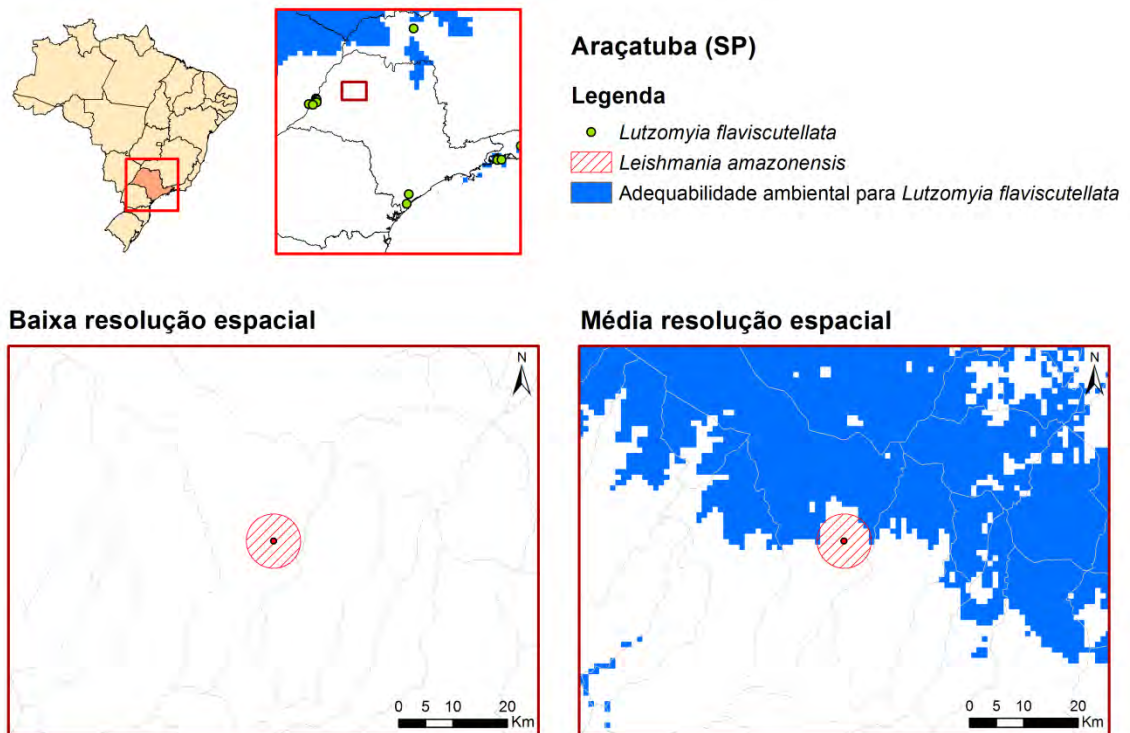 Araçatuba (SP)
Legenda
Lutzomyia flaviscutellata
Leishmania amazonensis
Adequabilidade ambiental para Lutzomyia flaviscutellata
Baixa resolução espacial
Média resolução espacial
N
0 5 10 20
Km
N
0 5 10 20
Km